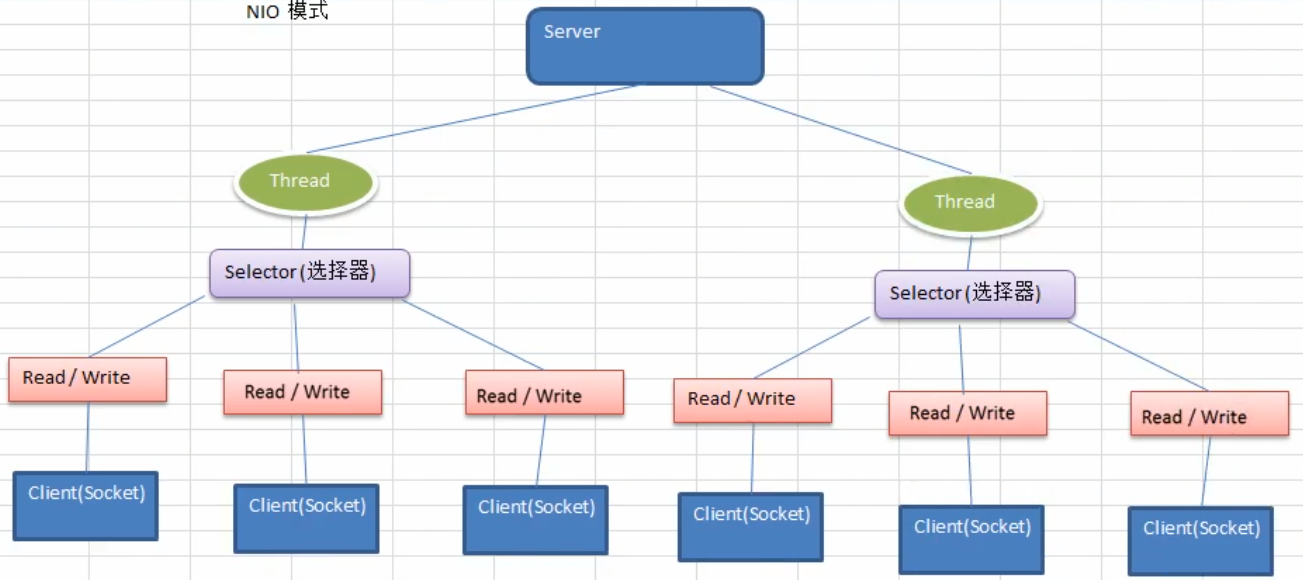 NIO 模式
Server
Thread
Thread
Selector(选择器)
Selector(选择器)
Read / Write
Read / Write
Read / Write
Read / Write
Read / Write
Read / Write
Client(Socket)
Client(Socket)
Client(Socket)
Client(Socket)
Client(Socket)
Client(Socket)